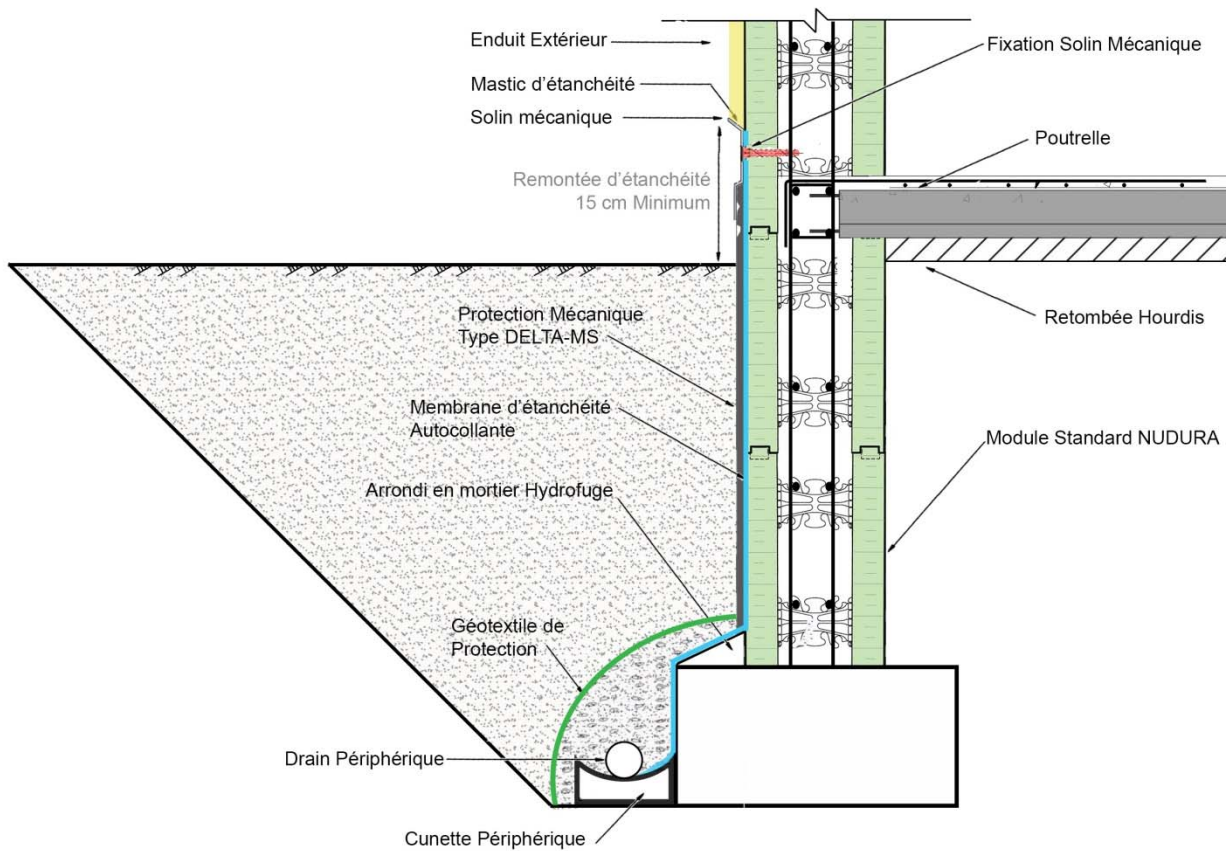 Enduit Extérieur
Fixation Solin Mécanique
Mastic d'étanchéité
Solin mécanique
Poutrelle
Remontée d'étanchéité
15 cm Minimum
Protection Mécanique
Type DELTA-MS
Retombée Hourdis
Membrane d'étanchéité
Autocollante
Module Standard NUDURA
Arrondi en mortier Hydrofuge
Géotextile de
Protection
Drain Périphérique
Cunette Périphérique